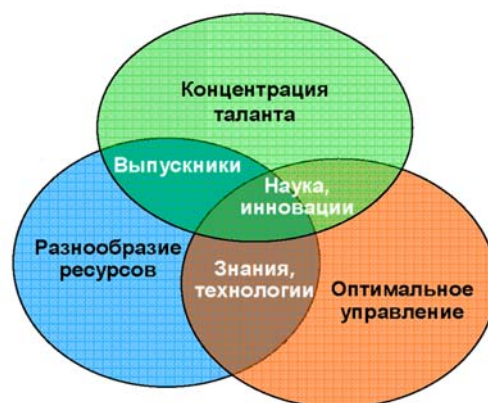 Концентрация
таланта
Выпускники
Наука,
инновации
Разнообразие
ресурсов
Знания,
технологии
Оптимальное
управление